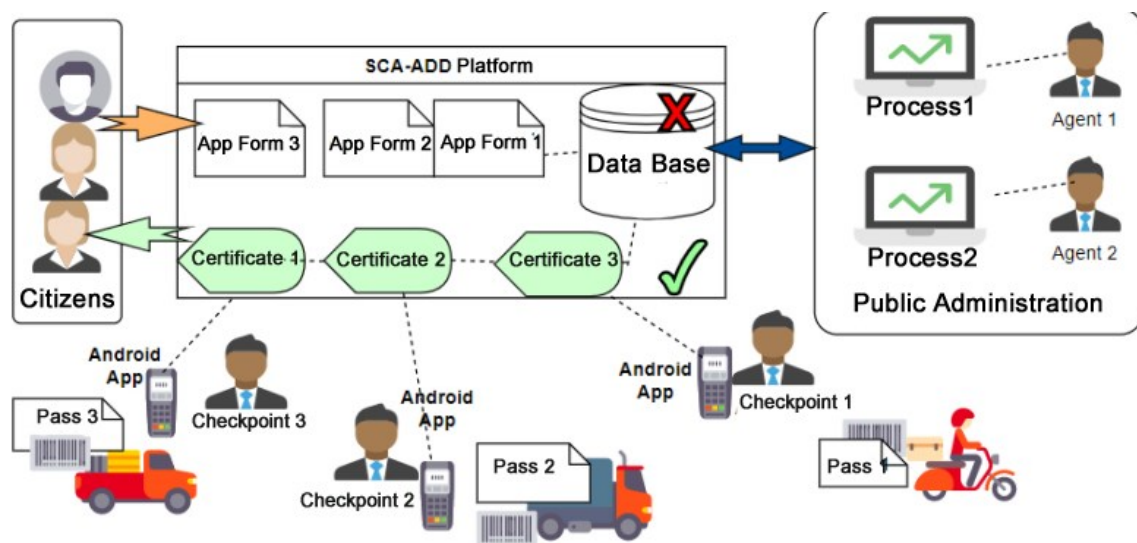 SCA-ADD Platform
App Form 3
App Form 2
App Form 1
Data Base
Certificate 1
Certificate 2
Certificate 3
Citizens
Process1
Agent 1
Process2
Agent 2
Public Administration
Android
App
Pass 3
Checkpoint 3
Android
App
Checkpoint 2
Pass 2
Android
App
Checkpoint 1
Pass 1